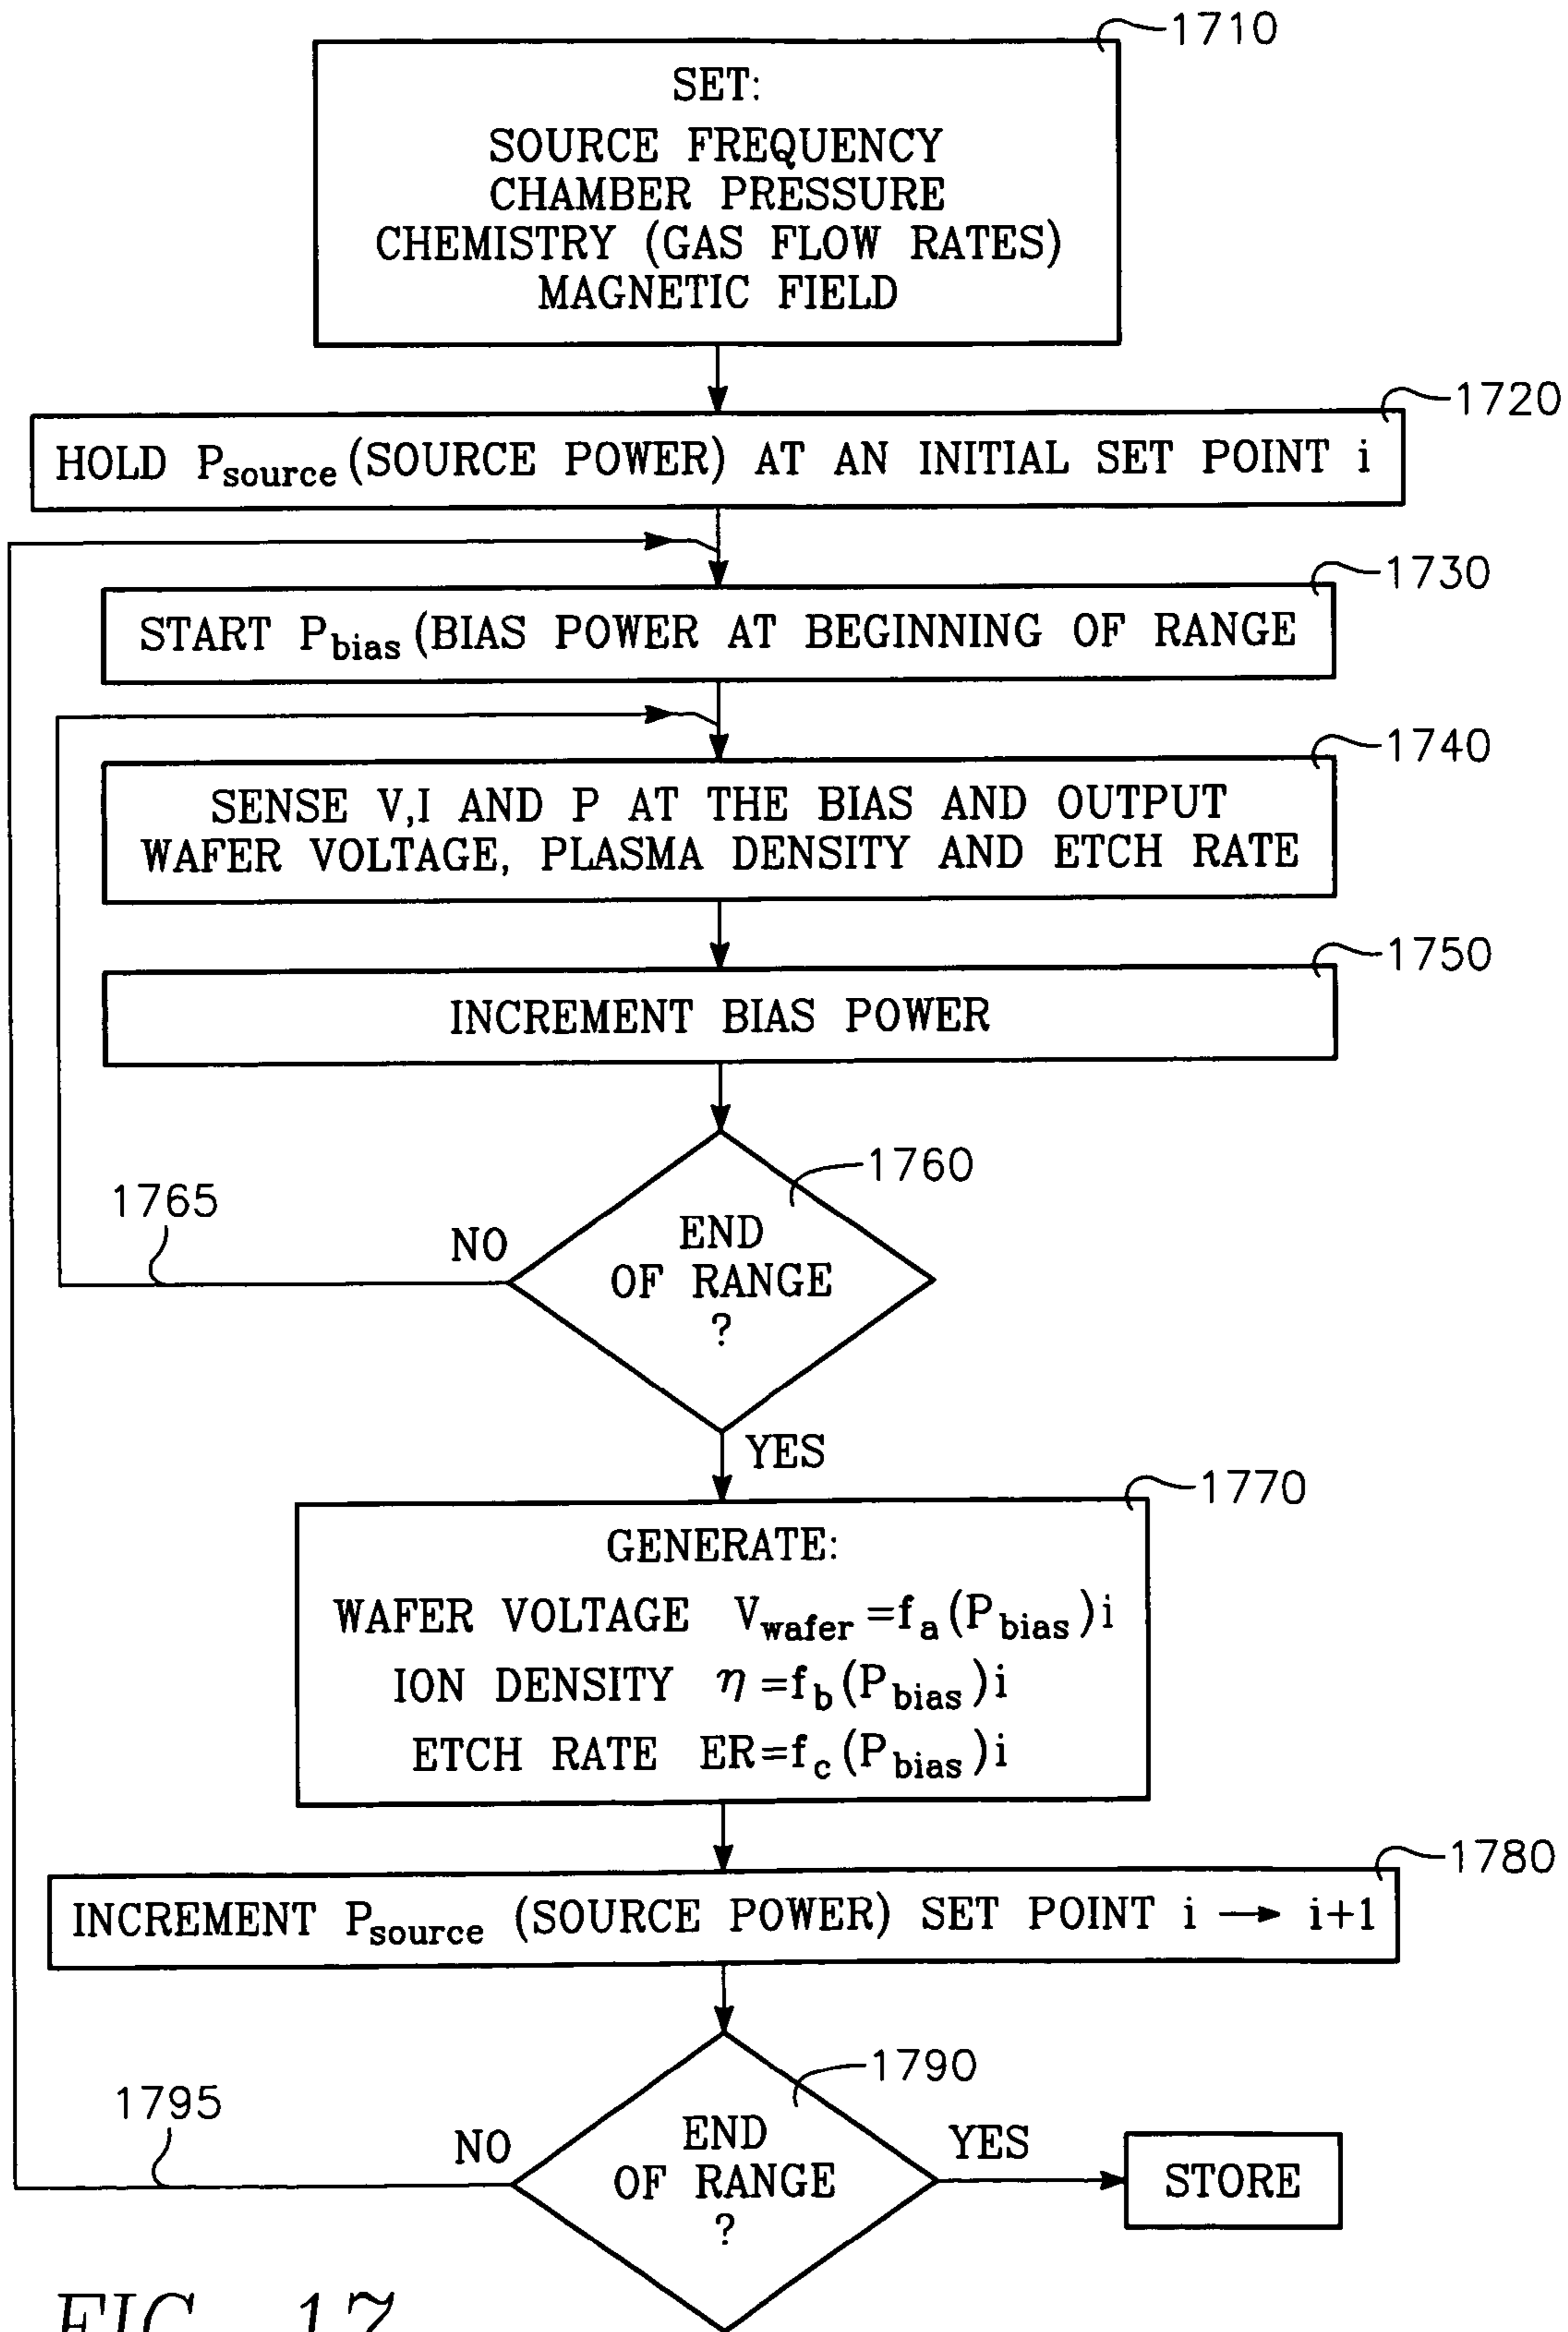 1710
SET:
SOURCE FREQUENCY
CHAMBER PRESSURE
CHEMISTRY (GAS FLOW RATES)
MAGNETIC FIELD
1720
HOLD Psource (SOURCE POWER) AT AN INITIAL SET POINT i
1730
START Pbias (BIAS POWER AT BEGINNING OF RANGE
1740
SENSE V,I AND P AT THE BIAS AND OUTPUT
WAFER VOLTAGE, PLASMA DENSITY AND ETCH RATE
1750
INCREMENT BIAS POWER
1760
1765
NO
END
OF RANGE
?
YES
1770
GENERATE:
WAFER VOLTAGE Vwafer =fa(Pbias)i
ION DENSITY η =fb(Pbias)i
ETCH RATE ER=fc(Pbias)i
1780
INCREMENT Psource (SOURCE POWER) SET POINT i → i+1
1790
1795
NO
END
OF RANGE
?
YES
STORE
FIG. 17